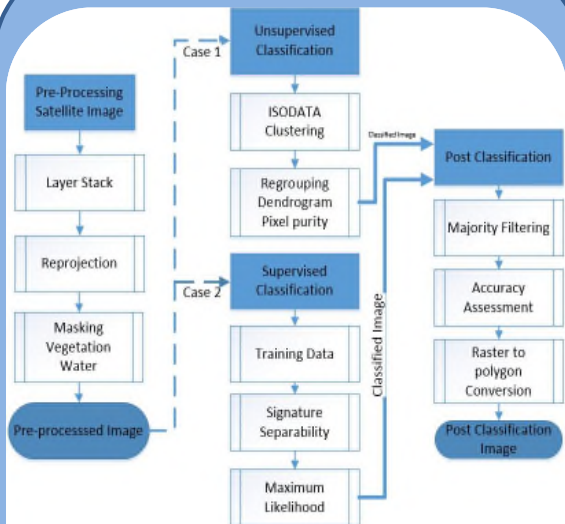 Pre-Processing
Satellite Image
Layer Stack
Reprojection
Masking
Vegetation
Water
Pre-processsed Image
Case 1
Unsupervised
Classification
ISODATA
Clustering
Regrouping
Dendrogram
Pixel purity
Classified Image
Case 2
Supervised
Classification
Training Data
Signature
Separability
Maximum
Likelihood
Classified Image
Post Classification
Majority Filtering
Accuracy
Assessment
Raster to
polygon
Conversion
Post Classification
Image